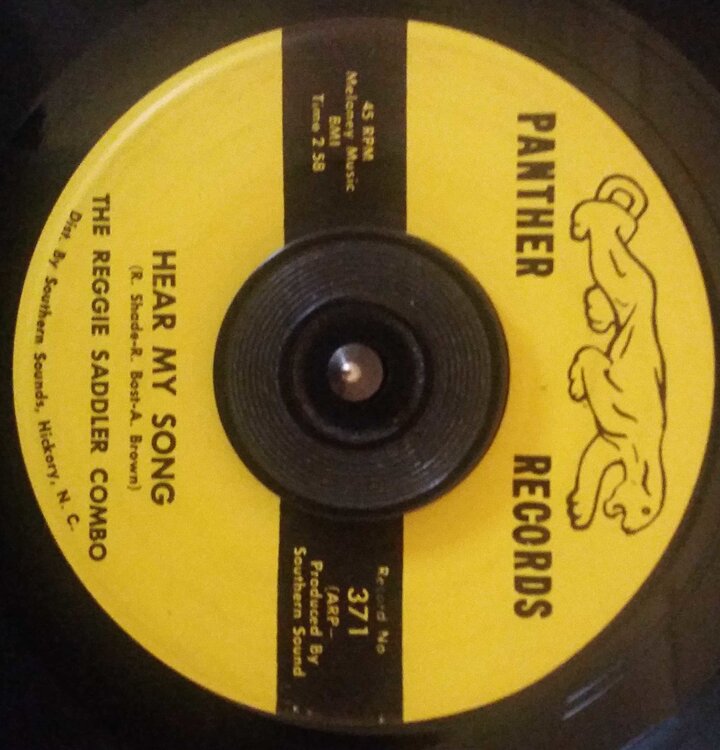 PANTHER RECORDS
45 RPM
Meloney Music
BMI
Time 2:58
Record No.
371
(ARP-
Produced By
Southern Sound
HEAR MY SONG
(R. Shade-R. Bost-A. Brown)
THE REGGIE SADDLER COMBO
Dist. By Southern Sounds, Hickory, N. C.